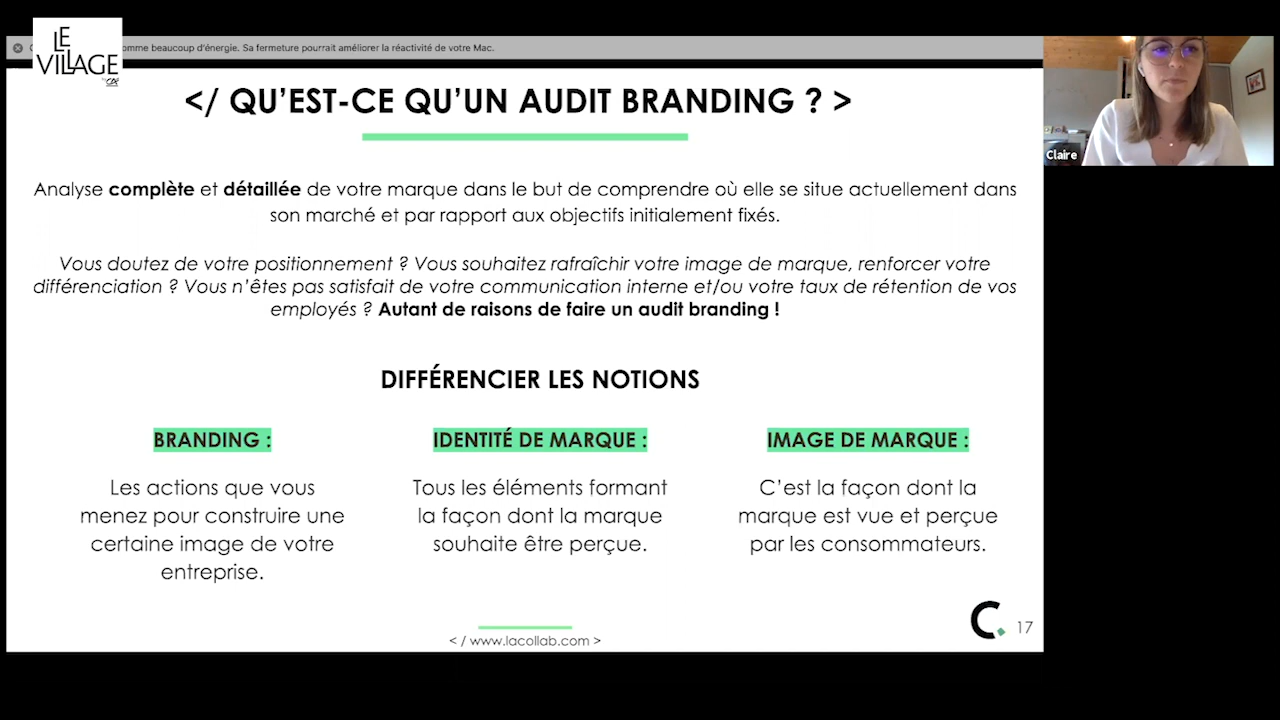 LE
VILLAGE
by CA
omme beaucoup d'énergie. Sa fermeture pourrait améliorer la réactivité de votre Mac.
</ QU'EST-CE QU'UN AUDIT BRANDING ? >
Claire
Analyse complète et détaillée de votre marque dans le but de comprendre où elle se situe actuellement dans
son marché et par rapport aux objectifs initialement fixés.
Vous doutez de votre positionnement ? Vous souhaitez rafraîchir votre image de marque, renforcer votre
différenciation ? Vous n'êtes pas satisfait de votre communication interne et/ou votre taux de rétention de vos
employés ? Autant de raisons de faire un audit branding !
DIFFÉRENCIER LES NOTIONS
BRANDING :
Les actions que vous
menez pour construire une
certaine image de votre
entreprise.
IDENTITÉ DE MARQUE :
Tous les éléments formant
la façon dont la marque
souhaite être perçue.
IMAGE DE MARQUE :
C'est la façon dont la
marque est vue et perçue
par les consommateurs.
C.
17
< / www.lacollab.com >